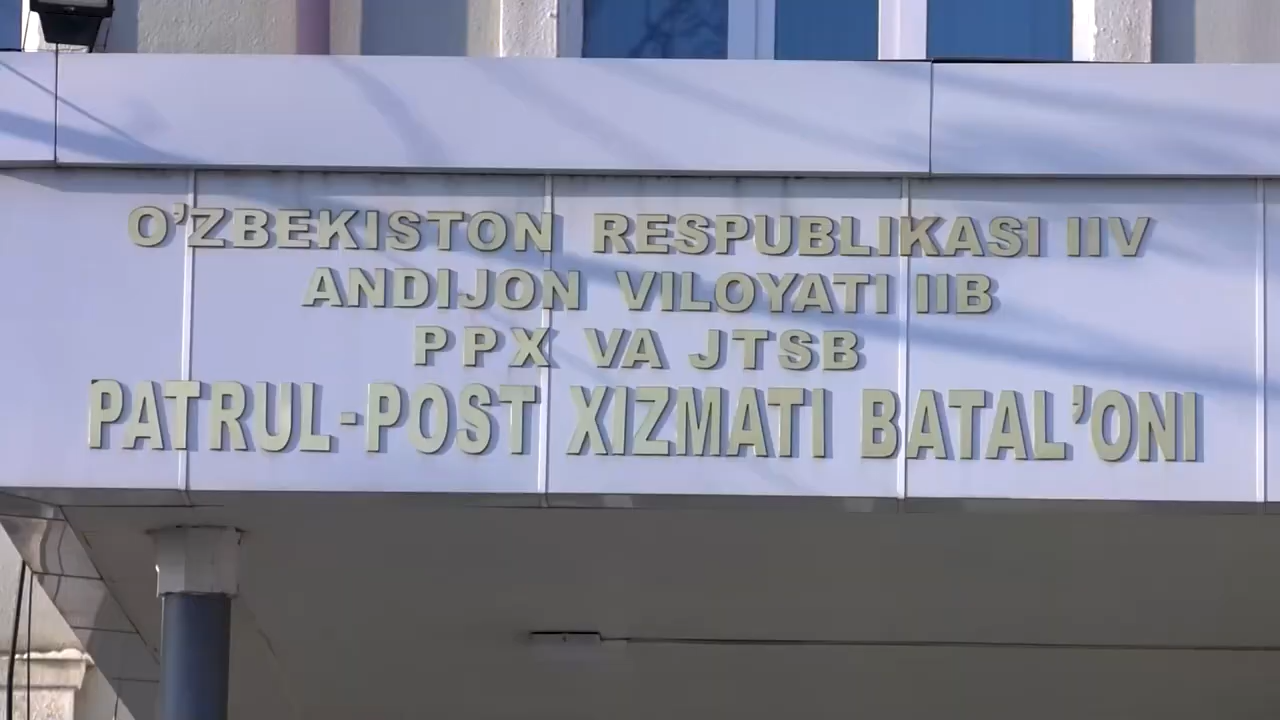 O’ZBEKISTON RESPUBLIKASI IIV
ANDIJON VILOYATI IIB
PPX VA JTSB
PATRUL-POST XIZMATI BATAL’ONI